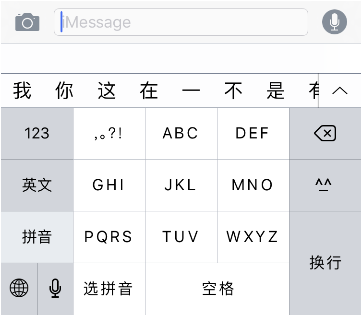 iMessage
我 你 这 在 一 不 是 有
123 ,。?! ABC DEF
英文 GHI JKL MNO ^^
拼音 PQRS TUV WXYZ 换行
选拼音 空格